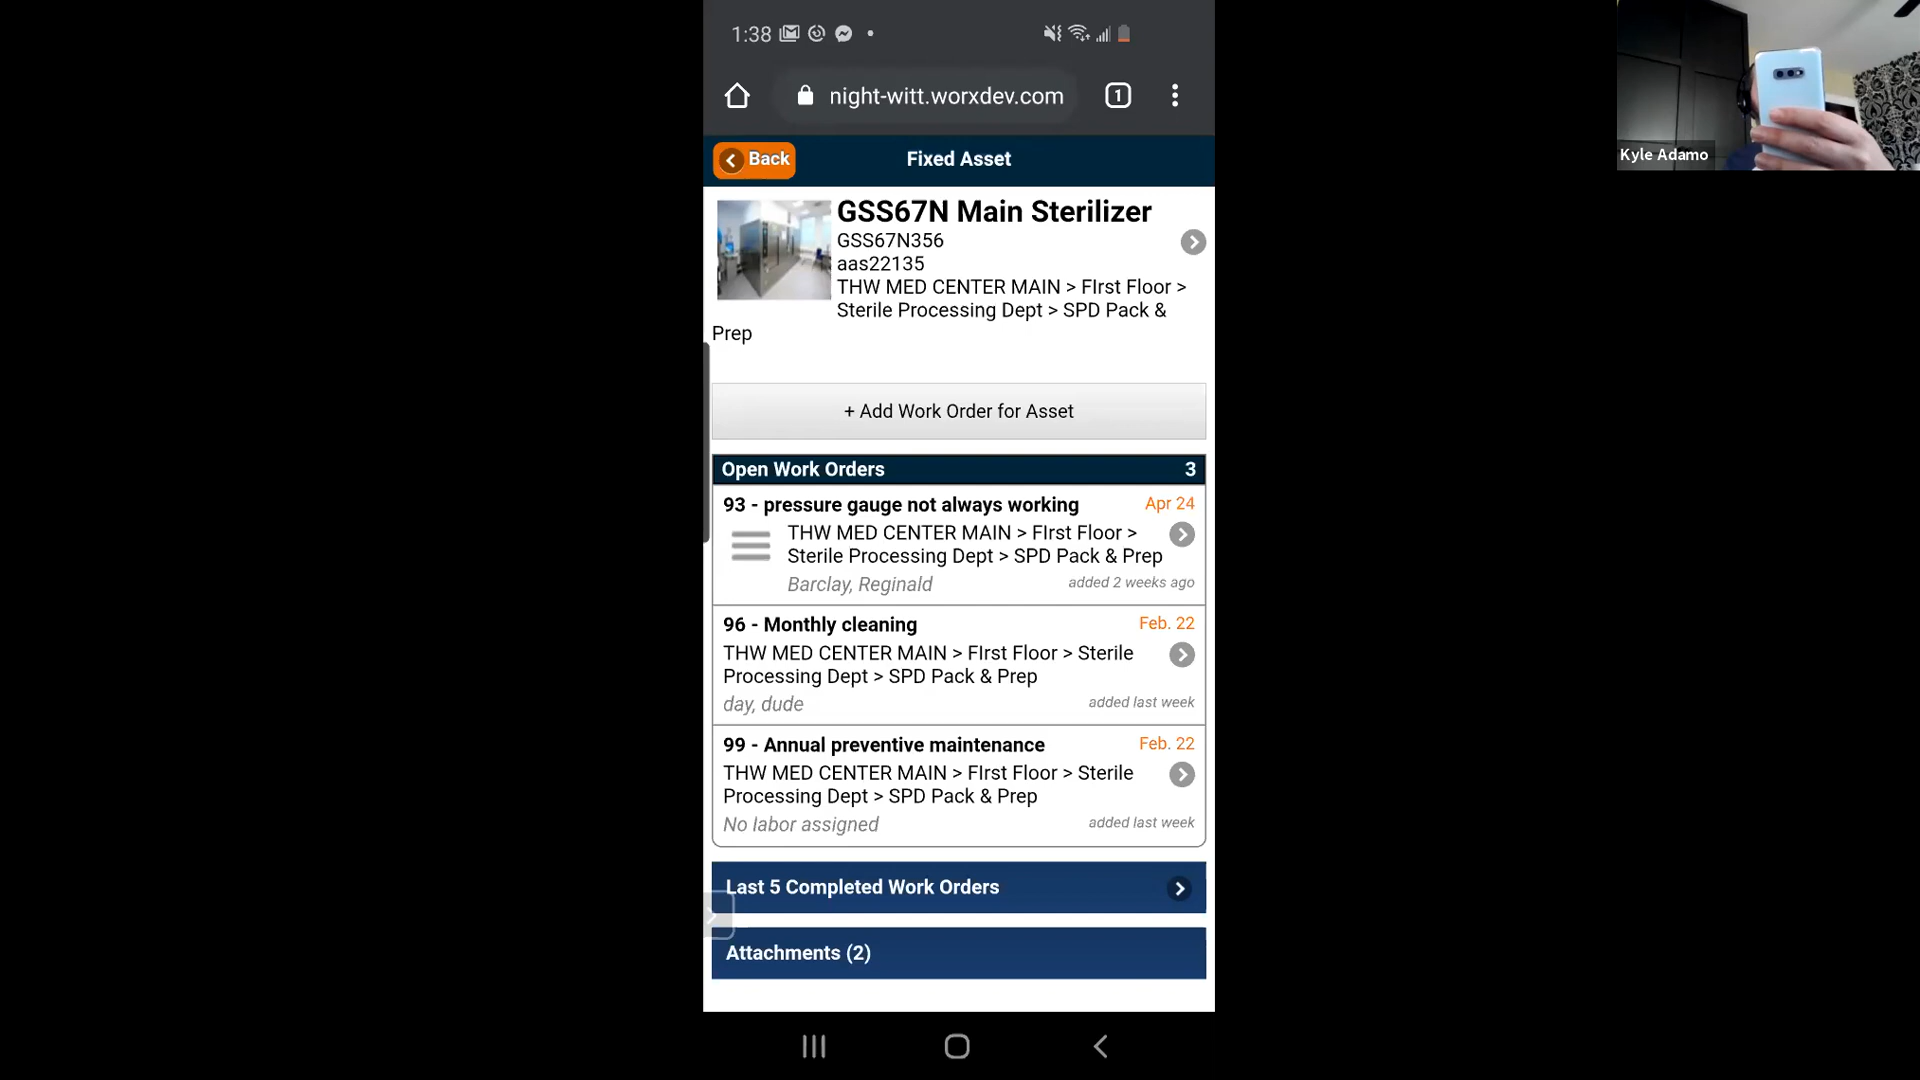 1:38
night-witt.worxdev.com
1
Back
Fixed Asset
GSS67N Main Sterilizer
GSS67N356
aas22135
THW MED CENTER MAIN > FIrst Floor >
Sterile Processing Dept > SPD Pack &
Prep
+ Add Work Order for Asset
Open Work Orders 3
93 - pressure gauge not always working Apr 24
THW MED CENTER MAIN > FIrst Floor >
Sterile Processing Dept > SPD Pack & Prep
Barclay, Reginald added 2 weeks ago
96 - Monthly cleaning Feb. 22
THW MED CENTER MAIN > FIrst Floor > Sterile
Processing Dept > SPD Pack & Prep
day, dude added last week
99 - Annual preventive maintenance Feb. 22
THW MED CENTER MAIN > FIrst Floor > Sterile
Processing Dept > SPD Pack & Prep
No labor assigned added last week
Last 5 Completed Work Orders
Attachments (2)
Kyle Adamo